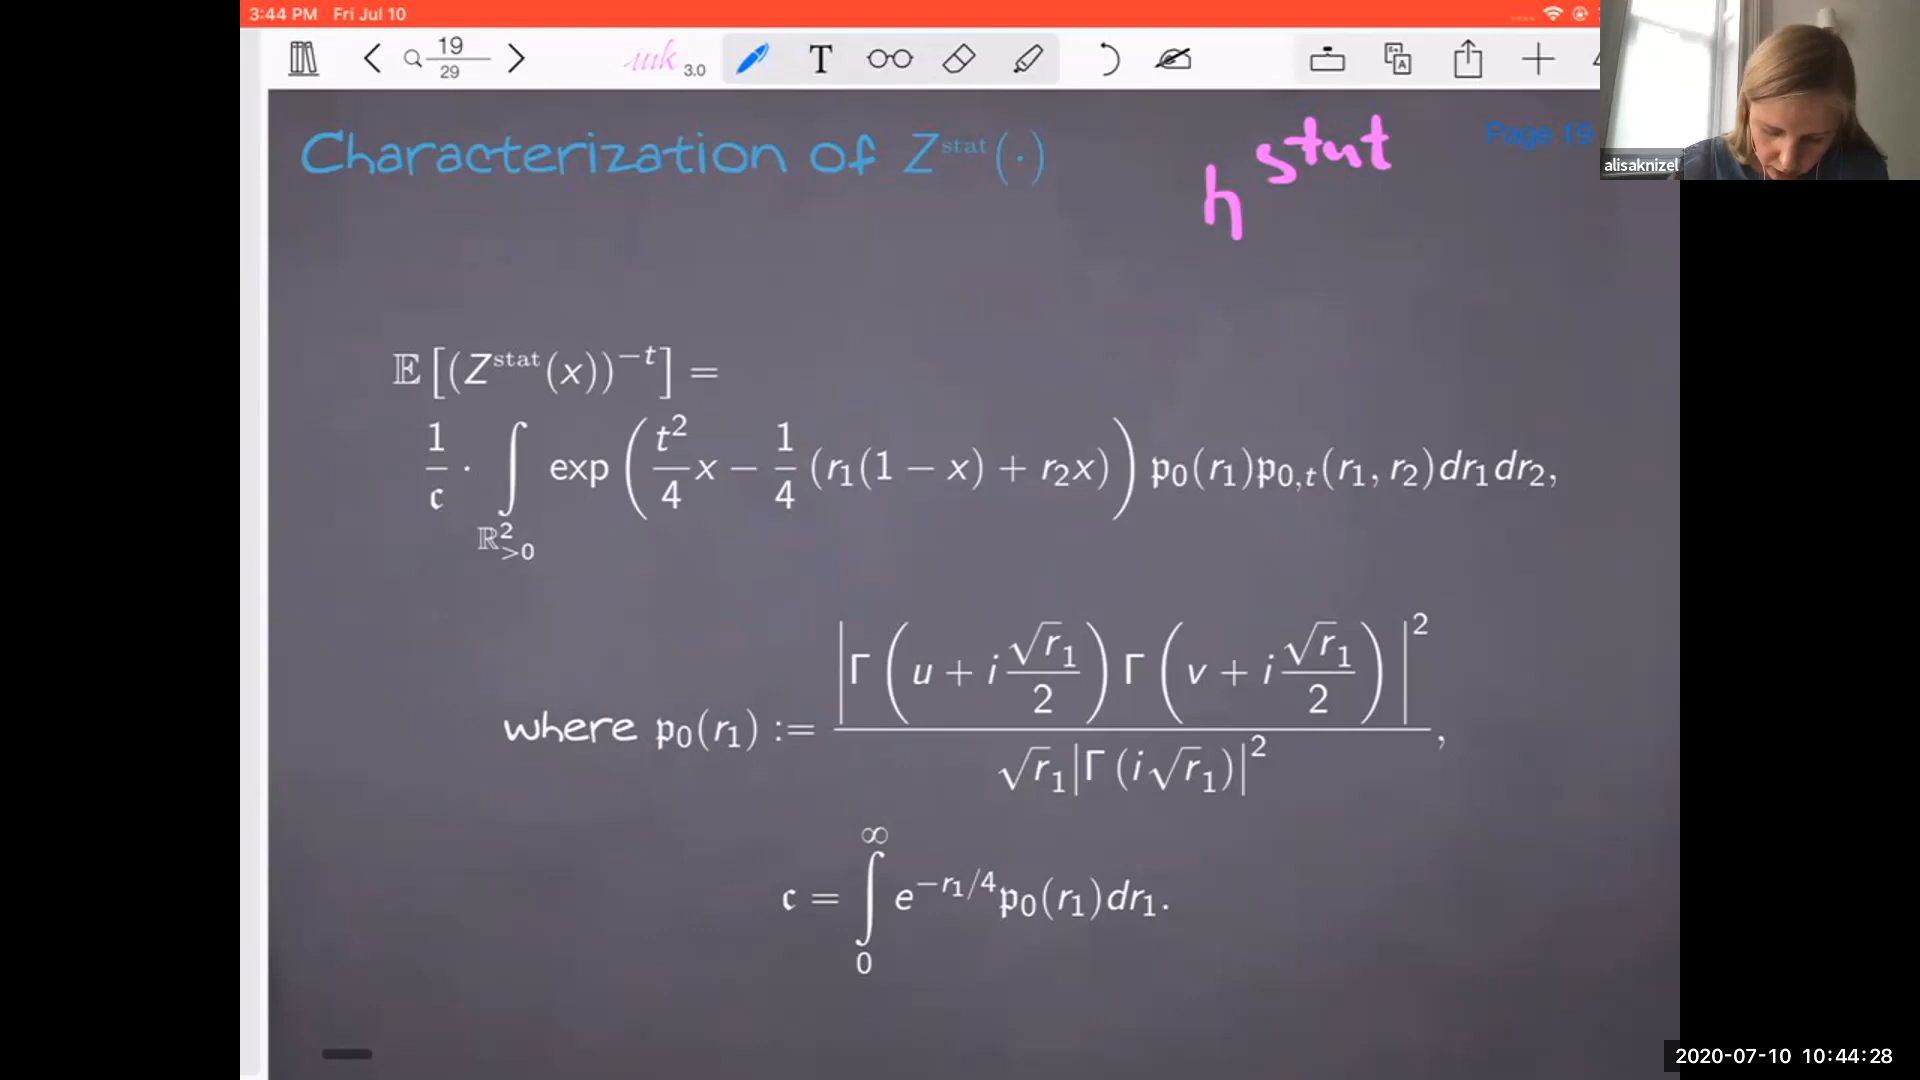 3:44 PM Fri Jul 10
19
29
ink 3.0
T
Characterization of Z^stat(·)
h^stat
Page 19
alisaknizel
𝔼[(Z^stat(x))^−t] =
1/𝔠 · ∫_{ℝ²_{>0}} exp(t²/4 x − 1/4 (r₁(1 − x) + r₂x)) 𝔭₀(r₁)𝔭₀,ₜ(r₁, r₂)dr₁dr₂,
where 𝔭₀(r₁) := |Γ(u + i √r₁/2) Γ(v + i √r₁/2)|² / √r₁|Γ(i√r₁)|²,
𝔠 = ∫₀^∞ e^{−r₁/4}𝔭₀(r₁)dr₁.
2020-07-10 10:44:28